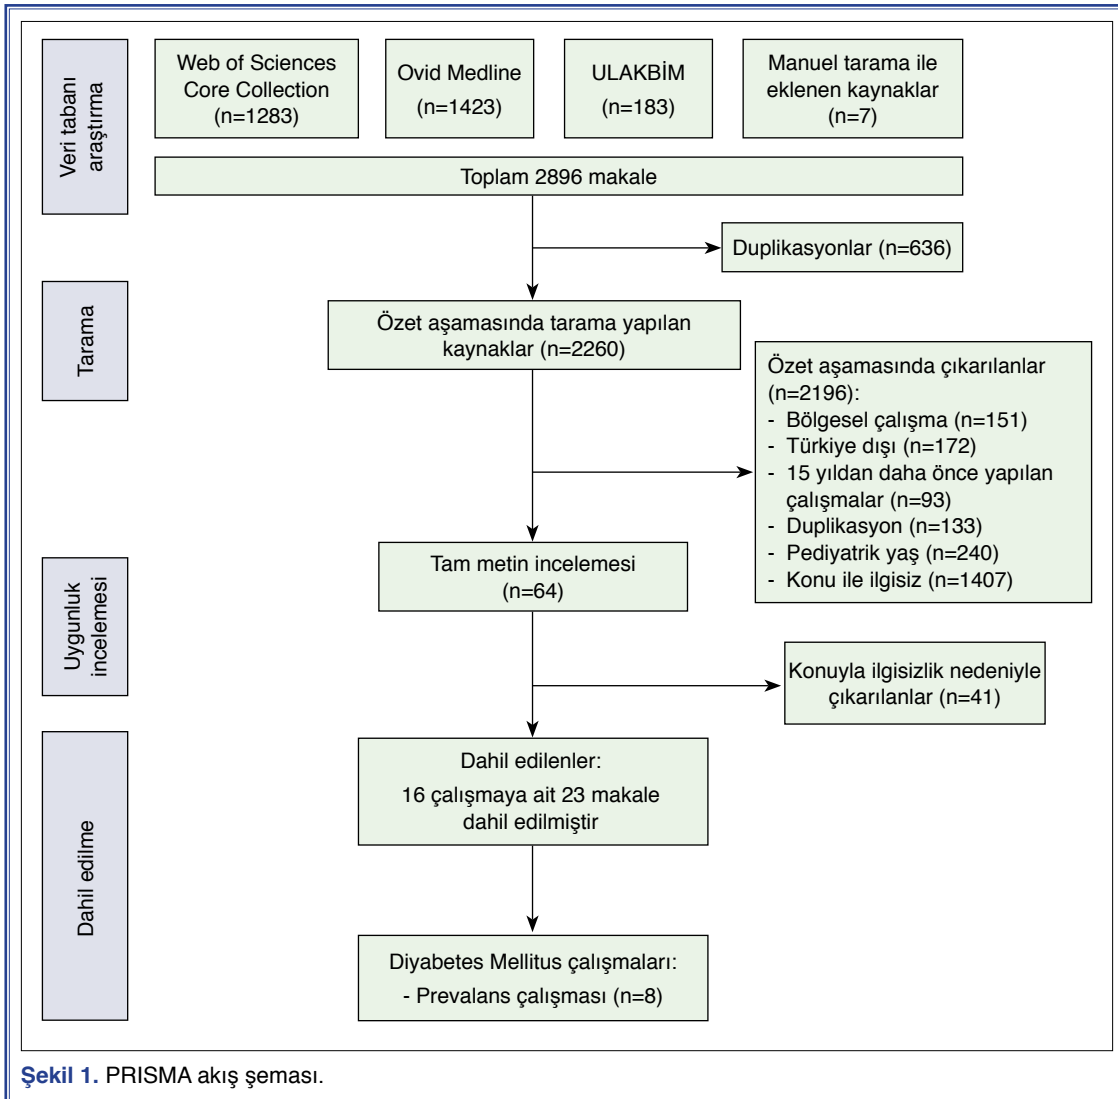 Veri tabanı
araştırma
Web of Sciences
Core Collection
(n=1283)
Ovid Medline
(n=1423)
ULAKBİM
(n=183)
Manuel tarama ile
eklenen kaynaklar
(n=7)
Toplam 2896 makale
Duplikasyonlar (n=636)
Tarama
Özet aşamasında tarama yapılan
kaynaklar (n=2260)
Özet aşamasında çıkarılanlar
(n=2196):
- Bölgesel çalışma (n=151)
- Türkiye dışı (n=172)
- 15 yıldan daha önce yapılan
çalışmalar (n=93)
- Duplikasyon (n=133)
- Pediyatrik yaş (n=240)
- Konu ile ilgisiz (n=1407)
Uygunluk
incelemesi
Tam metin incelemesi
(n=64)
Konuyla ilgisizlik nedeniyle
çıkarılanlar (n=41)
Dahil edilme
Dahil edilenler:
16 çalışmaya ait 23 makale
dahil edilmiştir
Diyabetes Mellitus çalışmaları:
- Prevalans çalışması (n=8)
Şekil 1. PRISMA akış şeması.